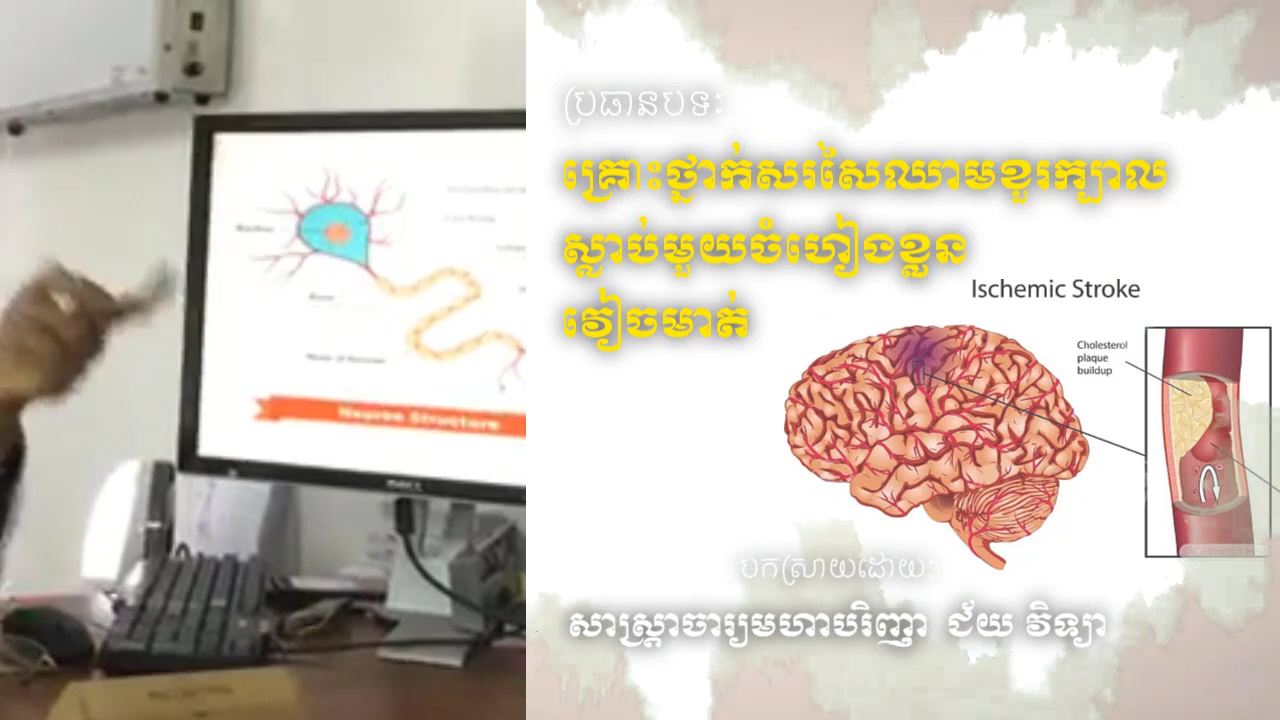 ប្រធានបទៈ
គ្រោះថ្នាក់សរសៃឈាមខួរក្បាល
ស្លាប់មួយចំហៀងខ្លួន
វៀចមាត់
Ischemic Stroke
Cholesterol
plaque
buildup
Neuron Structure
DELL
បកស្រាយដោយៈ
សាស្ត្រាចារ្យមហាបរិញ្ញា ជ័យ វិទ្យា